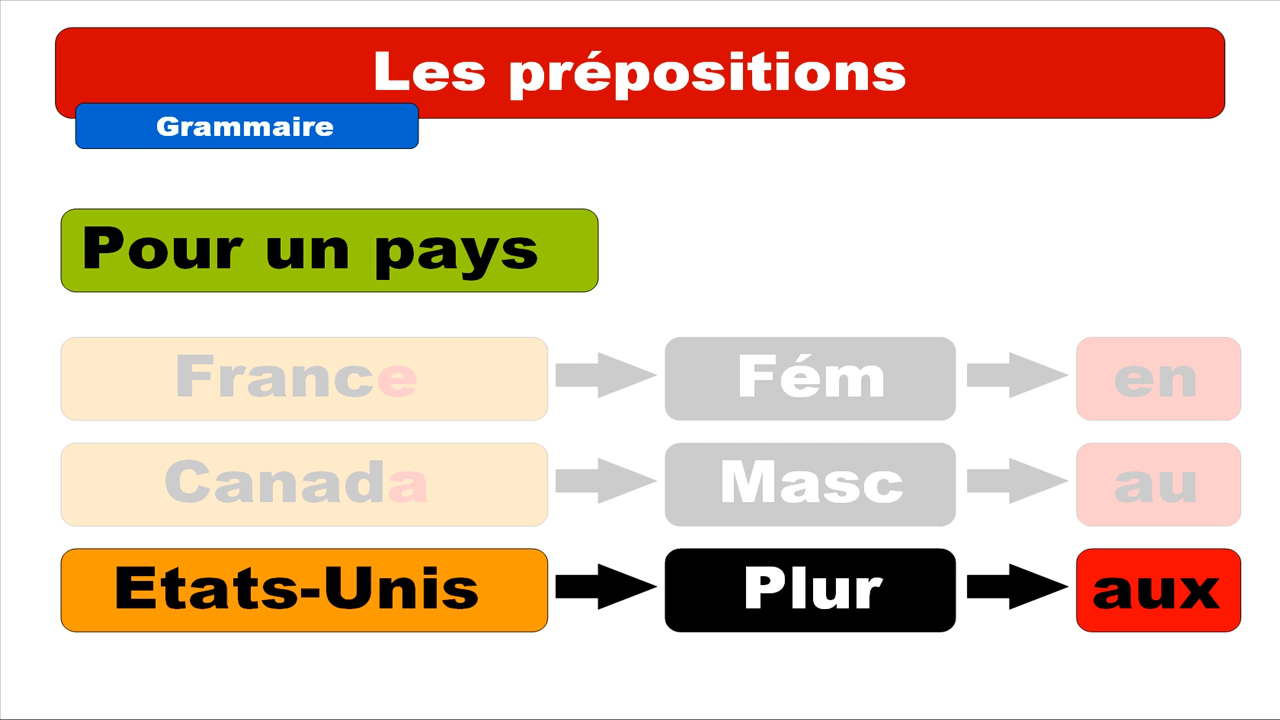 Les prépositions
Grammaire
Pour un pays
France Fém en
Canada Masc au
Etats-Unis Plur aux